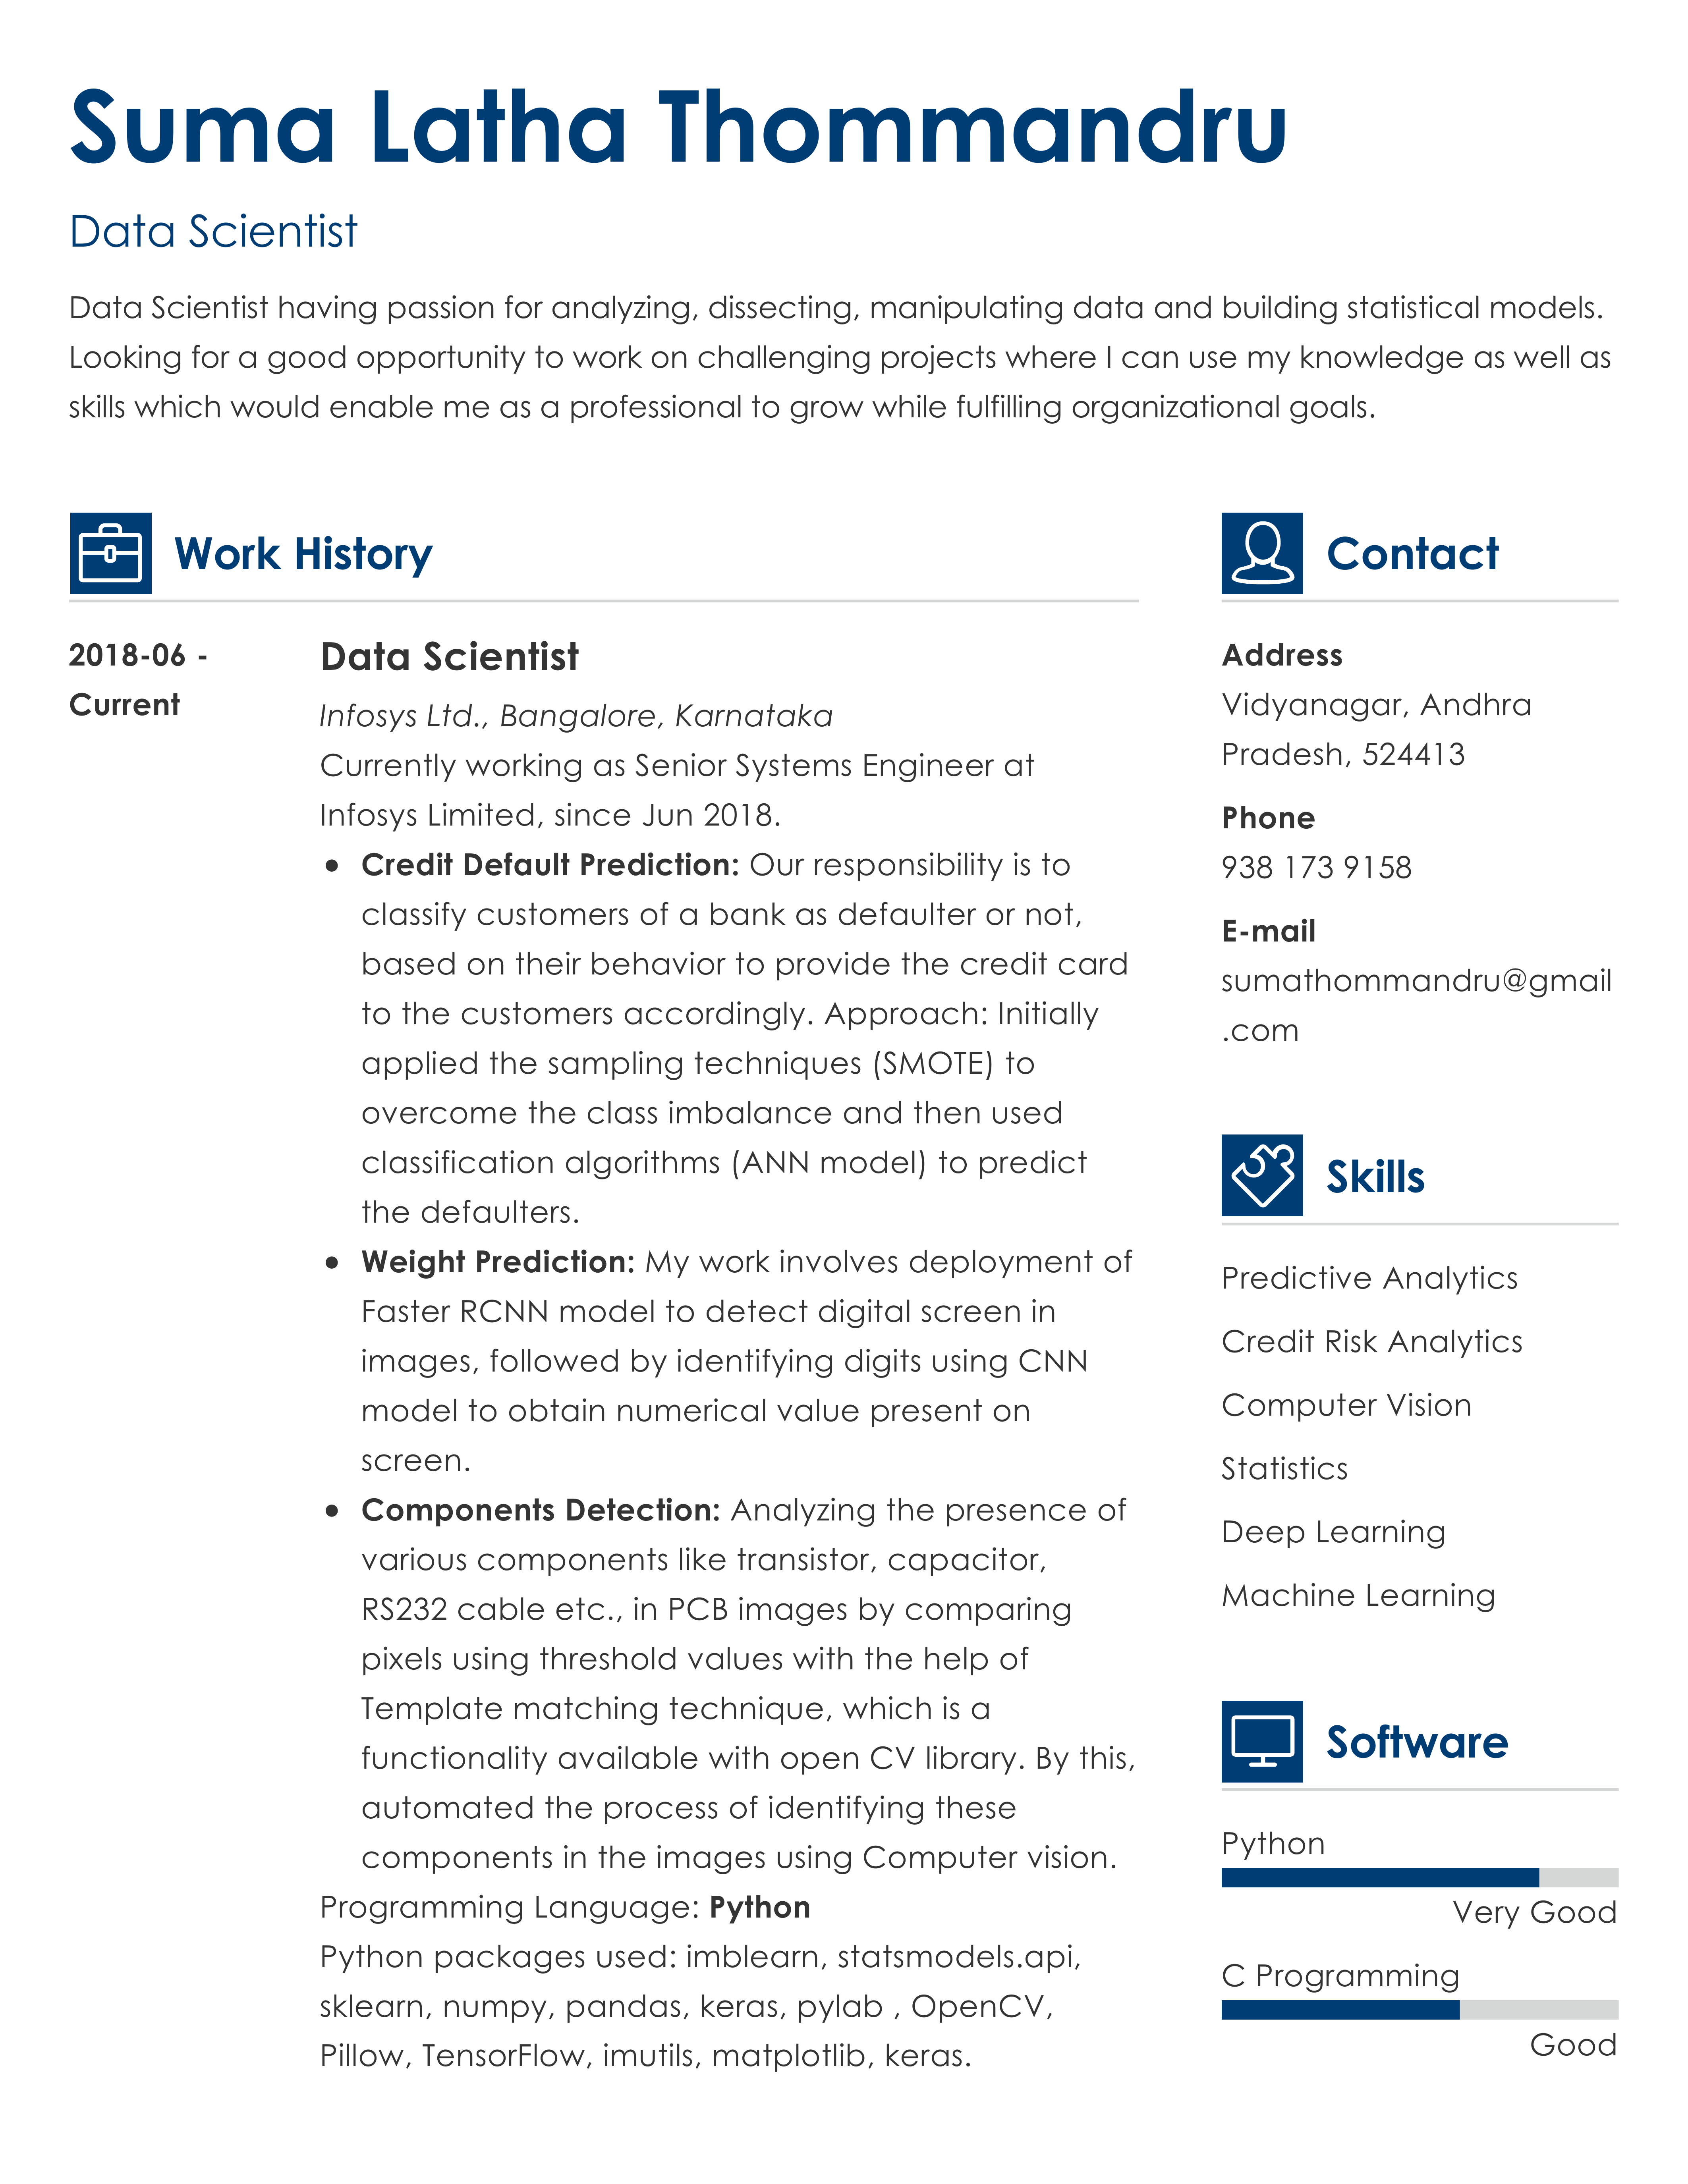 Suma Latha Thommandru
Data Scientist
Data Scientist having passion for analyzing, dissecting, manipulating data and building statistical models.
Looking for a good opportunity to work on challenging projects where I can use my knowledge as well as
skills which would enable me as a professional to grow while fulfilling organizational goals.
Work History
2018-06 -
Current
Data Scientist
Infosys Ltd., Bangalore, Karnataka
Currently working as Senior Systems Engineer at
Infosys Limited, since Jun 2018.
• Credit Default Prediction: Our responsibility is to
classify customers of a bank as defaulter or not,
based on their behavior to provide the credit card
to the customers accordingly. Approach: Initially
applied the sampling techniques (SMOTE) to
overcome the class imbalance and then used
classification algorithms (ANN model) to predict
the defaulters.
• Weight Prediction: My work involves deployment of
Faster RCNN model to detect digital screen in
images, followed by identifying digits using CNN
model to obtain numerical value present on
screen.
• Components Detection: Analyzing the presence of
various components like transistor, capacitor,
RS232 cable etc., in PCB images by comparing
pixels using threshold values with the help of
Template matching technique, which is a
functionality available with open CV library. By this,
automated the process of identifying these
components in the images using Computer vision.
Programming Language: Python
Python packages used: imblearn, statsmodels.api,
sklearn, numpy, pandas, keras, pylab , OpenCV,
Pillow, TensorFlow, imutils, matplotlib, keras.
Contact
Address
Vidyanagar, Andhra
Pradesh, 524413
Phone
938 173 9158
E-mail
sumathommandru@gmail
.com
Skills
Predictive Analytics
Credit Risk Analytics
Computer Vision
Statistics
Deep Learning
Machine Learning
Software
Python
Very Good
C Programming
Good